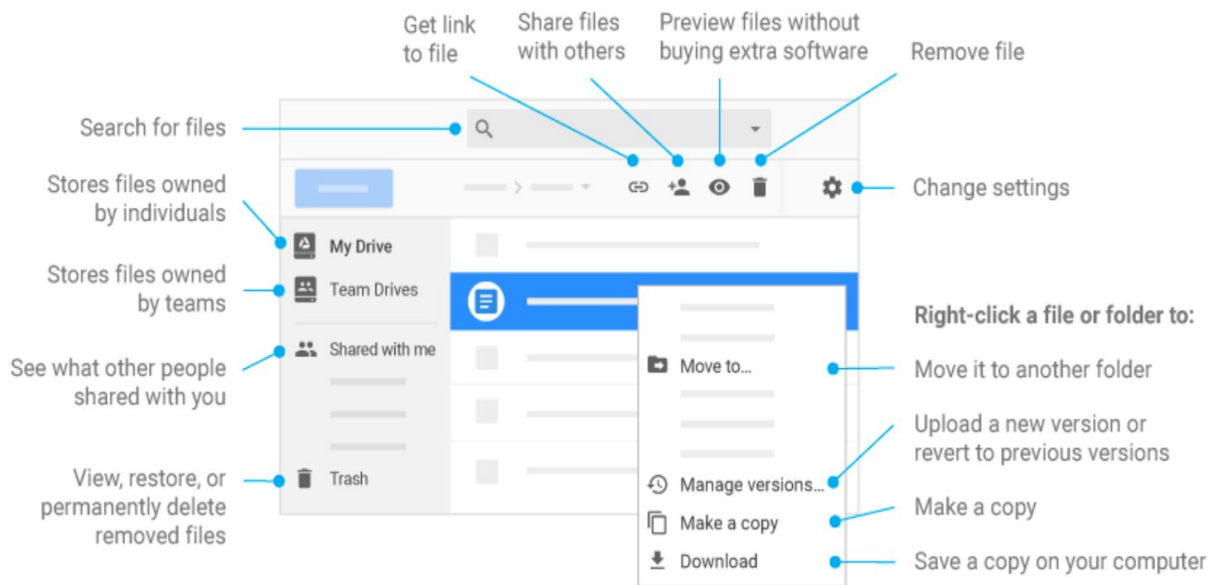 Get link
to file
Share files
with others
Preview files without
buying extra software
Remove file
Search for files
Change settings
Stores files owned
by individuals
My Drive
Stores files owned
by teams
Team Drives
See what other people
shared with you
Shared with me
View, restore, or
permanently delete
removed files
Trash
Right-click a file or folder to:
Move to...
Move it to another folder
Manage versions...
Upload a new version or
revert to previous versions
Make a copy
Make a copy
Download
Save a copy on your computer